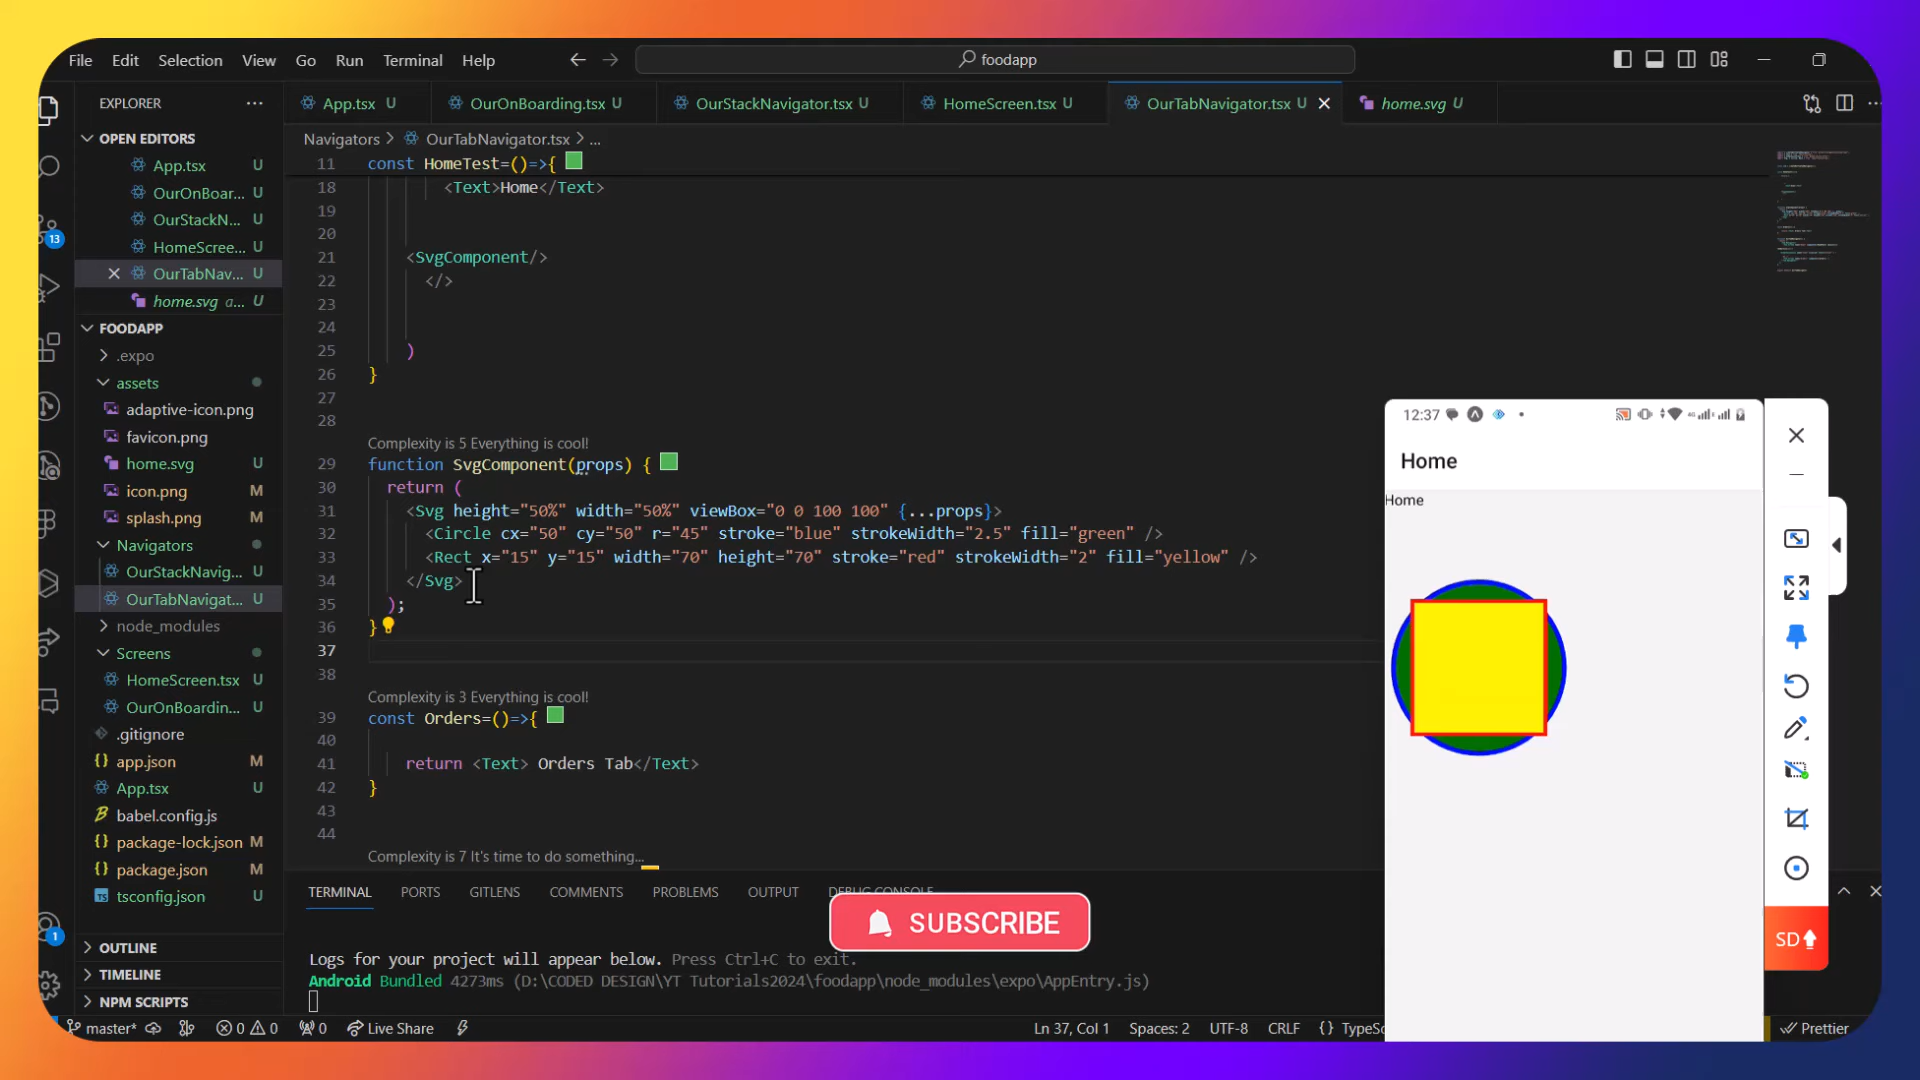 File Edit Selection View Go Run Terminal Help
foodapp
EXPLORER
App.tsx U
OurOnBoarding.tsx U
OurStackNavigator.tsx U
HomeScreen.tsx U
OurTabNavigator.tsx U
home.svg U
OPEN EDITORS
App.tsx U
OurOnBoar... U
OurStackN... U
HomeScree... U
OurTabNav... U
home.svg a... U
FOODAPP
.expo
assets
adaptive-icon.png
favicon.png
home.svg U
icon.png M
splash.png M
Navigators
OurStackNavig... U
OurTabNavigat... U
node_modules
Screens
HomeScreen.tsx U
OurOnBoardin... U
.gitignore
app.json M
App.tsx U
babel.config.js
package-lock.json M
package.json M
tsconfig.json U
OUTLINE
TIMELINE
NPM SCRIPTS
13
1
Navigators > OurTabNavigator.tsx > ...
11 const HomeTest=()=>{
18 <Text>Home</Text>
19
20
21 <SvgComponent/>
22 </>
23
24
25 )
26 }
27
28
Complexity is 5 Everything is cool!
29 function SvgComponent(props) {
30 return (
31 <Svg height="50%" width="50%" viewBox="0 0 100 100" {...props}>
32 <Circle cx="50" cy="50" r="45" stroke="blue" strokeWidth="2.5" fill="green" />
33 <Rect x="15" y="15" width="70" height="70" stroke="red" strokeWidth="2" fill="yellow" />
34 </Svg>
35 );
36 }
37
38
Complexity is 3 Everything is cool!
39 const Orders=()=>{
40
41 return <Text> Orders Tab</Text>
42 }
43
44
Complexity is 7 It's time to do something...
TERMINAL PORTS GITLENS COMMENTS PROBLEMS OUTPUT DEBUG CONSOLE
SUBSCRIBE
Logs for your project will appear below. Press Ctrl+C to exit.
Android Bundled 4273ms (D:\CODED DESIGN\YT Tutorials2024\foodapp\node_modules\expo\AppEntry.js)
12:37
Home
Home
SD
master* 0 0 0 Live Share
Ln 37, Col 1 Spaces: 2 UTF-8 CRLF {} TypeSc
Prettier